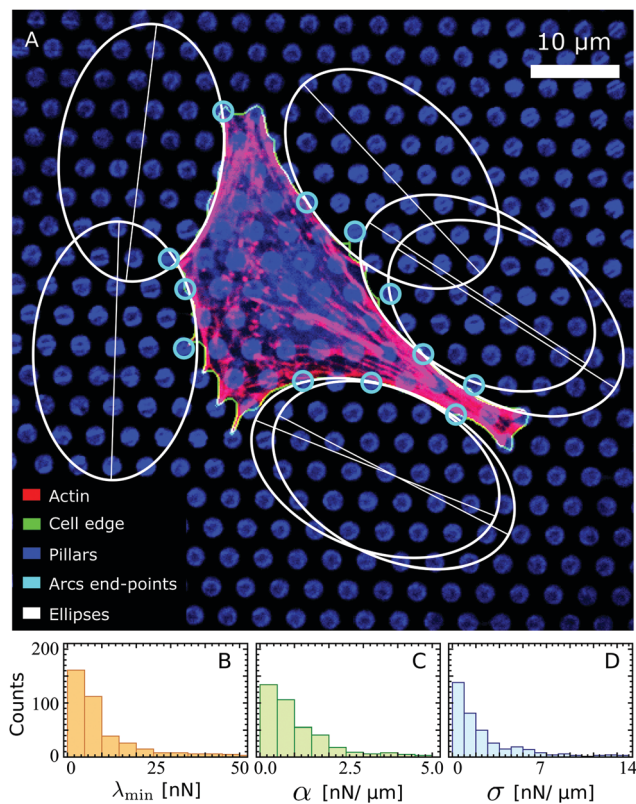 A
10 μm
Actin
Cell edge
Pillars
Arcs end-points
Ellipses
200
100
0
Counts
B
C
D
0 25 50
0.0 2.5 5.0
0 7 14
λmin [nN]
α [nN/ μm]
σ [nN/ μm]